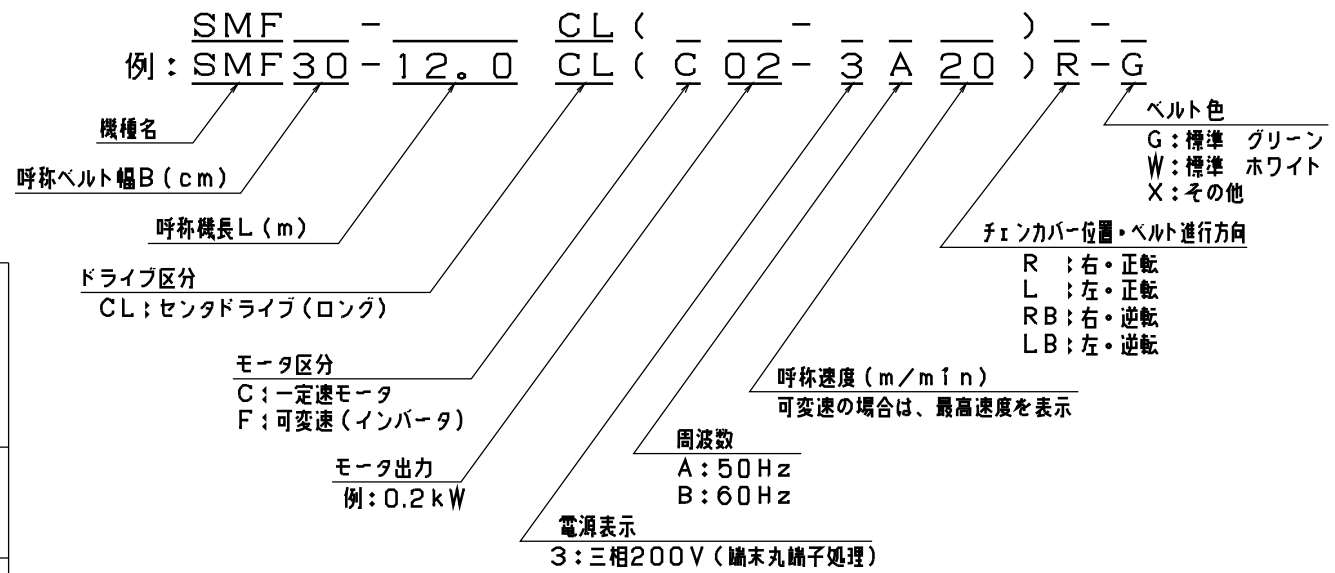 SMF - CL ( - ) -
例：SMF30-12.0 CL(C02-3A20)R-G
機種名
呼称ベルト幅B(cm)
呼称機長L(m)
ドライブ区分
CL：センタドライブ(ロング)
モータ区分
C：一定速モータ
F：可変速(インバータ)
モータ出力
例：0.2kW
電源表示
3：三相200V(端末丸端子処理)
周波数
A：50Hz
B：60Hz
呼称速度(m/min)
可変速の場合は、最高速度を表示
チェンカバー位置・ベルト進行方向
R：右・正転
L：左・正転
RB：右・逆転
LB：左・逆転
ベルト色
G：標準 グリーン
W：標準 ホワイト
X：その他